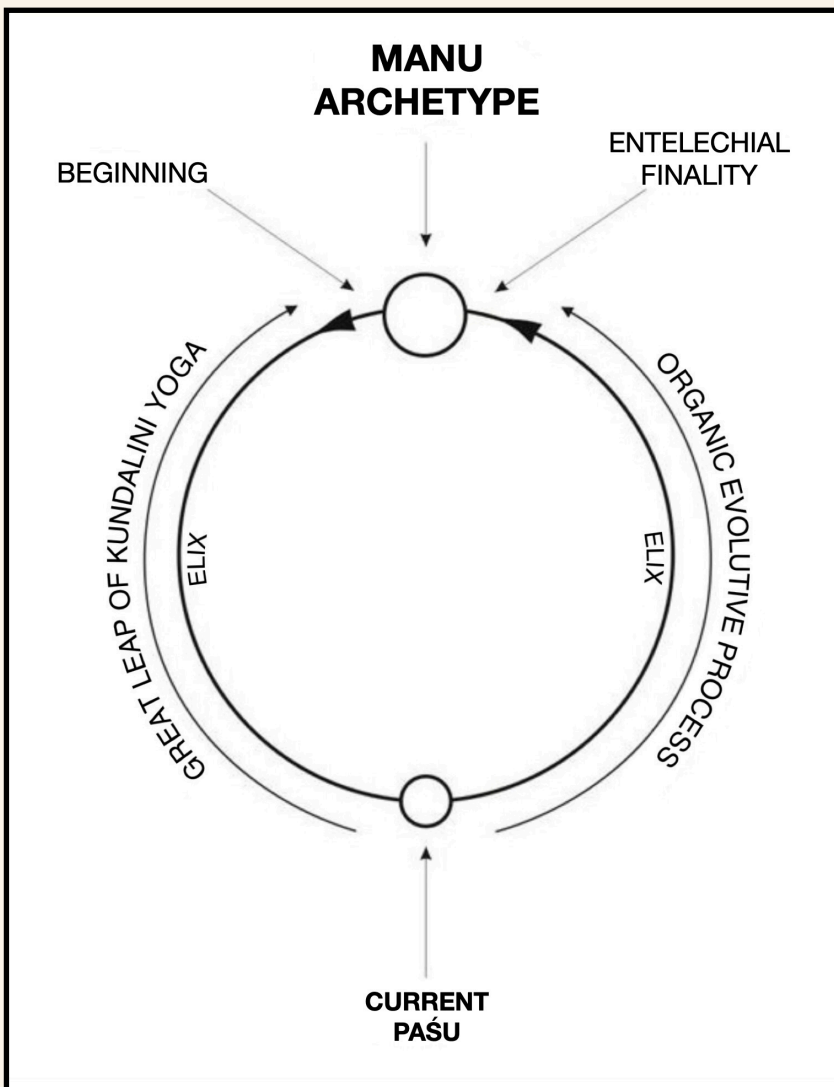 MANU
ARCHETYPE
BEGINNING
ENTELECHIAL
FINALITY
GREAT LEAP OF KUNDALINI YOGA
ELIX
ELIX
ORGANIC EVOLUTIVE PROCESS
CURRENT
PAŚU